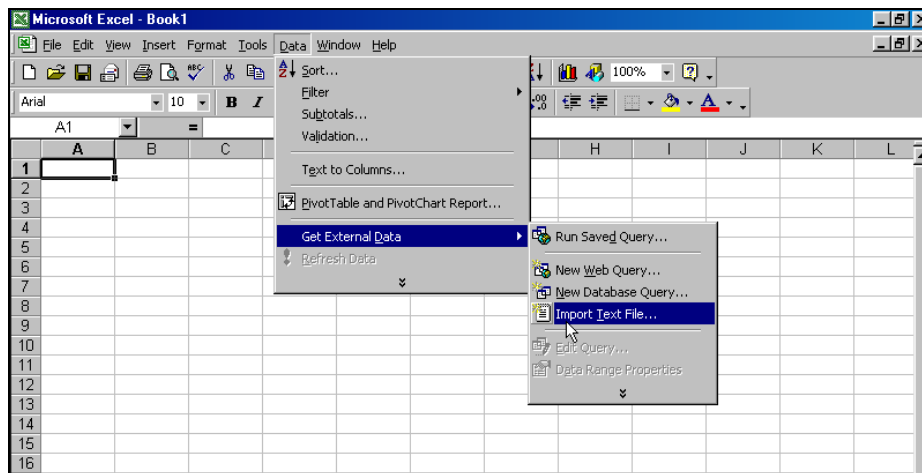 Microsoft Excel - Book1
File Edit View Insert Format Tools Data Window Help
100%
Arial 10 B I A
A1 =
A B C H I J K L
Sort...
Filter
Subtotals...
Validation...
Text to Columns...
PivotTable and PivotChart Report...
Get External Data
Refresh Data
Run Saved Query...
New Web Query...
New Database Query...
Import Text File...
Edit Query...
Data Range Properties
1
2
3
4
5
6
7
8
9
10
11
12
13
14
15
16